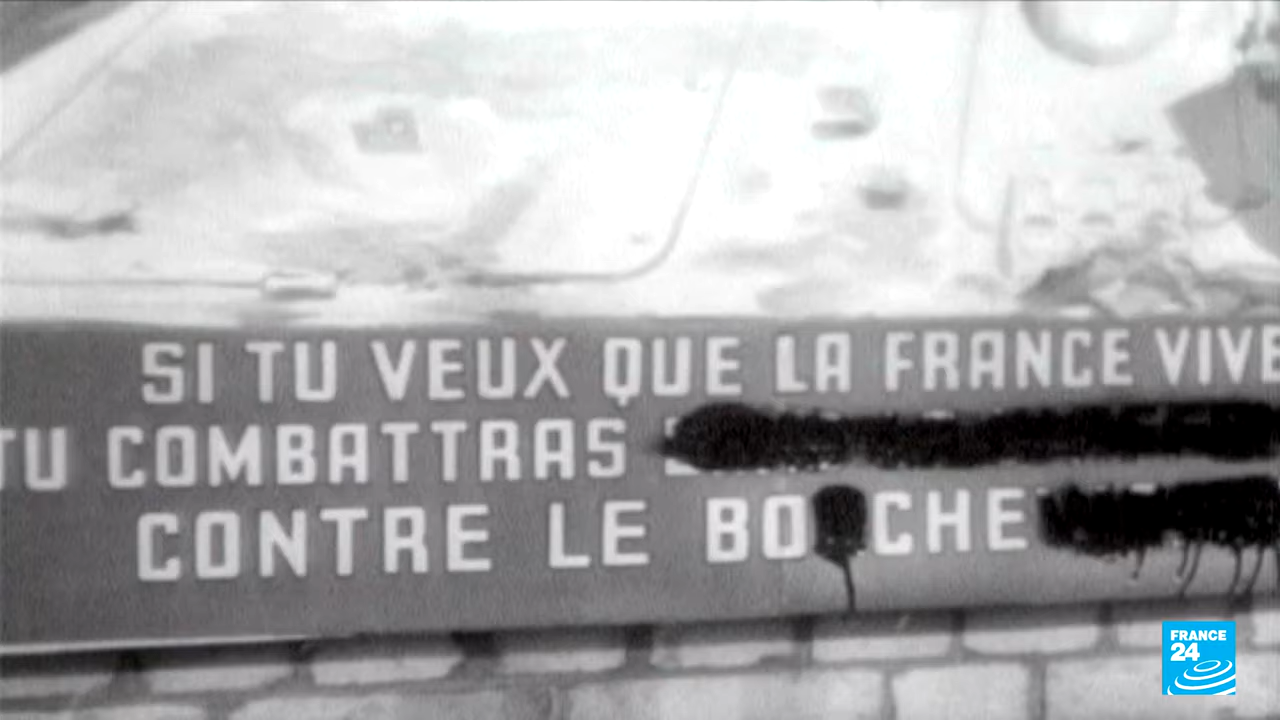 SI TU VEUX QUE LA FRANCE VIVE
TU COMBATTRAS
CONTRE LE BO CHE
FRANCE
24